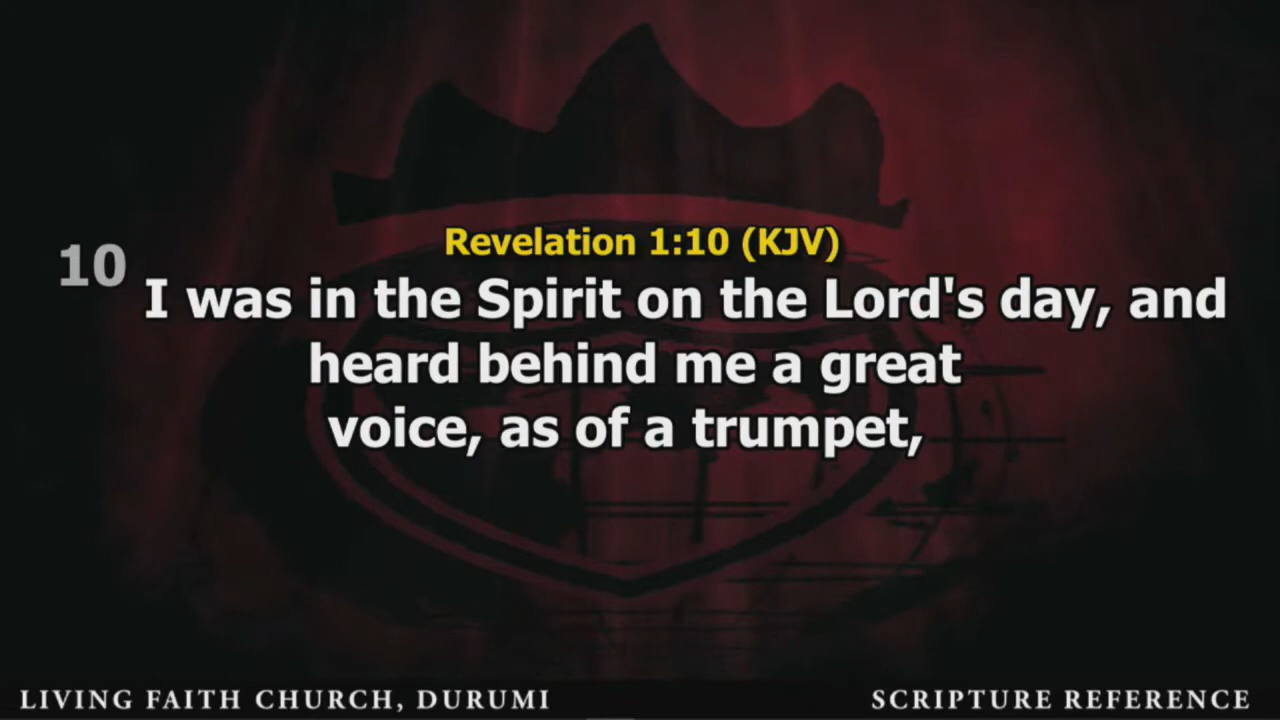 Revelation 1:10 (KJV)
10 I was in the Spirit on the Lord's day, and
heard behind me a great
voice, as of a trumpet,
LIVING FAITH CHURCH, DURUMI
SCRIPTURE REFERENCE